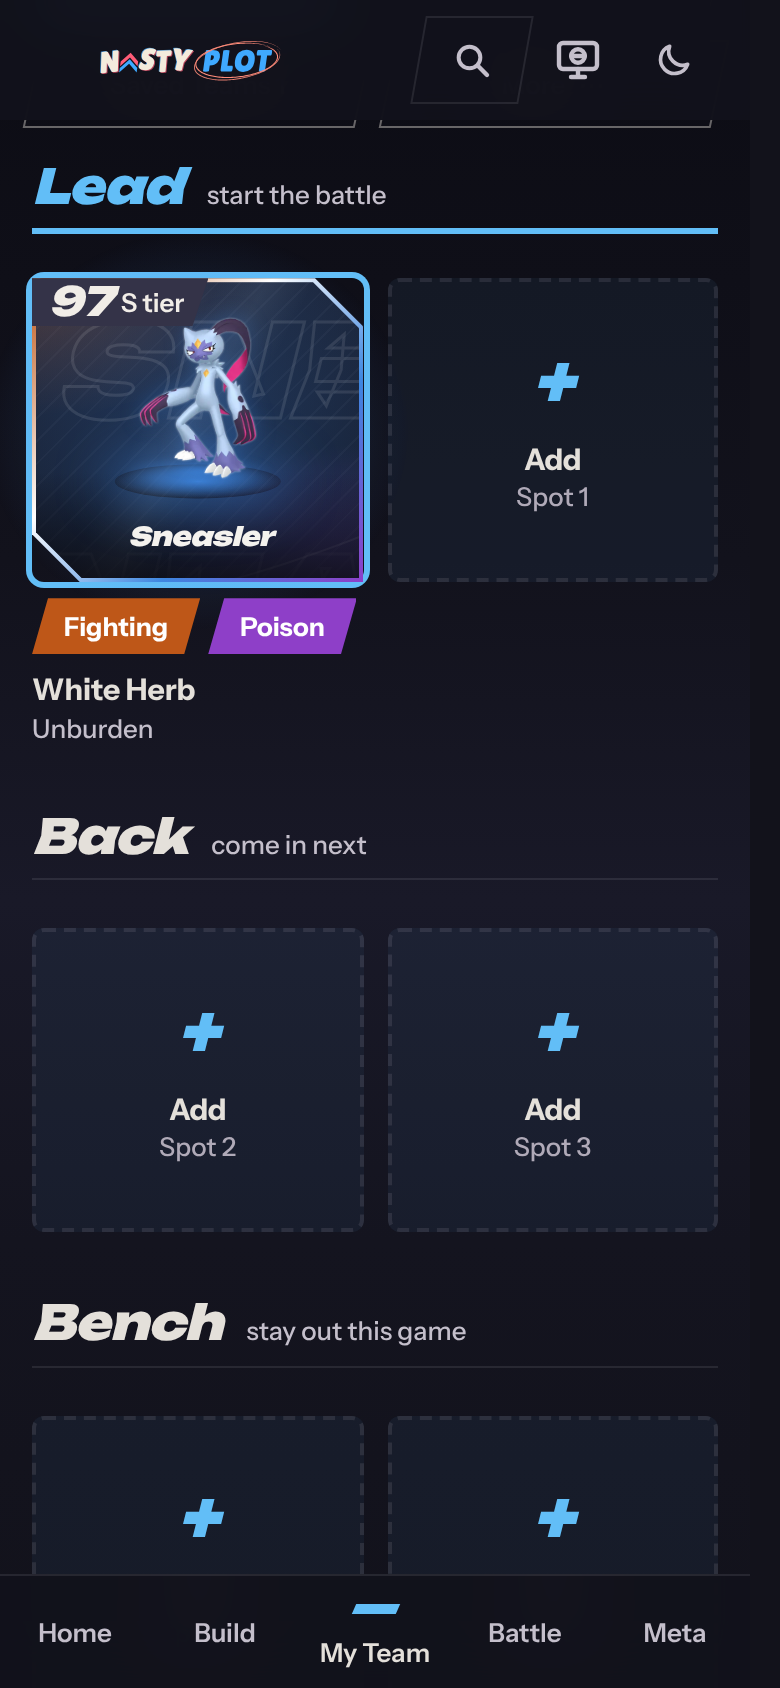 NASTY PLOT
Lead start the battle
97 S tier
SNE
Sneasler
+
Add
Spot 1
Fighting Poison
White Herb
Unburden
Back come in next
+ +
Add Add
Spot 2 Spot 3
Bench stay out this game
+ +
Home Build My Team Battle Meta